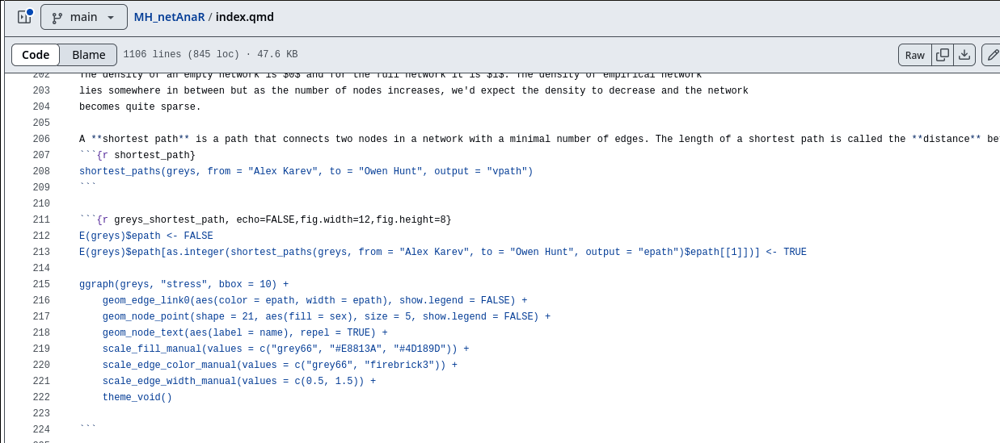 main
MH_netAnaR / index.qmd
Code Blame 1106 lines (845 loc) · 47.6 KB Raw
202 The density of an empty network is $0$ and for the full network it is $1$. The density of empirical network
203 lies somewhere in between but as the number of nodes increases, we'd expect the density to decrease and the network
204 becomes quite sparse.
205
206 A **shortest path** is a path that connects two nodes in a network with a minimal number of edges. The length of a shortest path is called the **distance** be
207 ```{r shortest_path}
208 shortest_paths(greys, from = "Alex Karev", to = "Owen Hunt", output = "vpath")
209 ```
210
211 ```{r greys_shortest_path, echo=FALSE,fig.width=12,fig.height=8}
212 E(greys)$epath <- FALSE
213 E(greys)$epath[as.integer(shortest_paths(greys, from = "Alex Karev", to = "Owen Hunt", output = "epath")$epath[[1]])] <- TRUE
214
215 ggraph(greys, "stress", bbox = 10) +
216     geom_edge_link0(aes(color = epath, width = epath), show.legend = FALSE) +
217     geom_node_point(shape = 21, aes(fill = sex), size = 5, show.legend = FALSE) +
218     geom_node_text(aes(label = name), repel = TRUE) +
219     scale_fill_manual(values = c("grey66", "#E8813A", "#4D189D")) +
220     scale_edge_color_manual(values = c("grey66", "firebrick3")) +
221     scale_edge_width_manual(values = c(0.5, 1.5)) +
222     theme_void()
223
224 ```